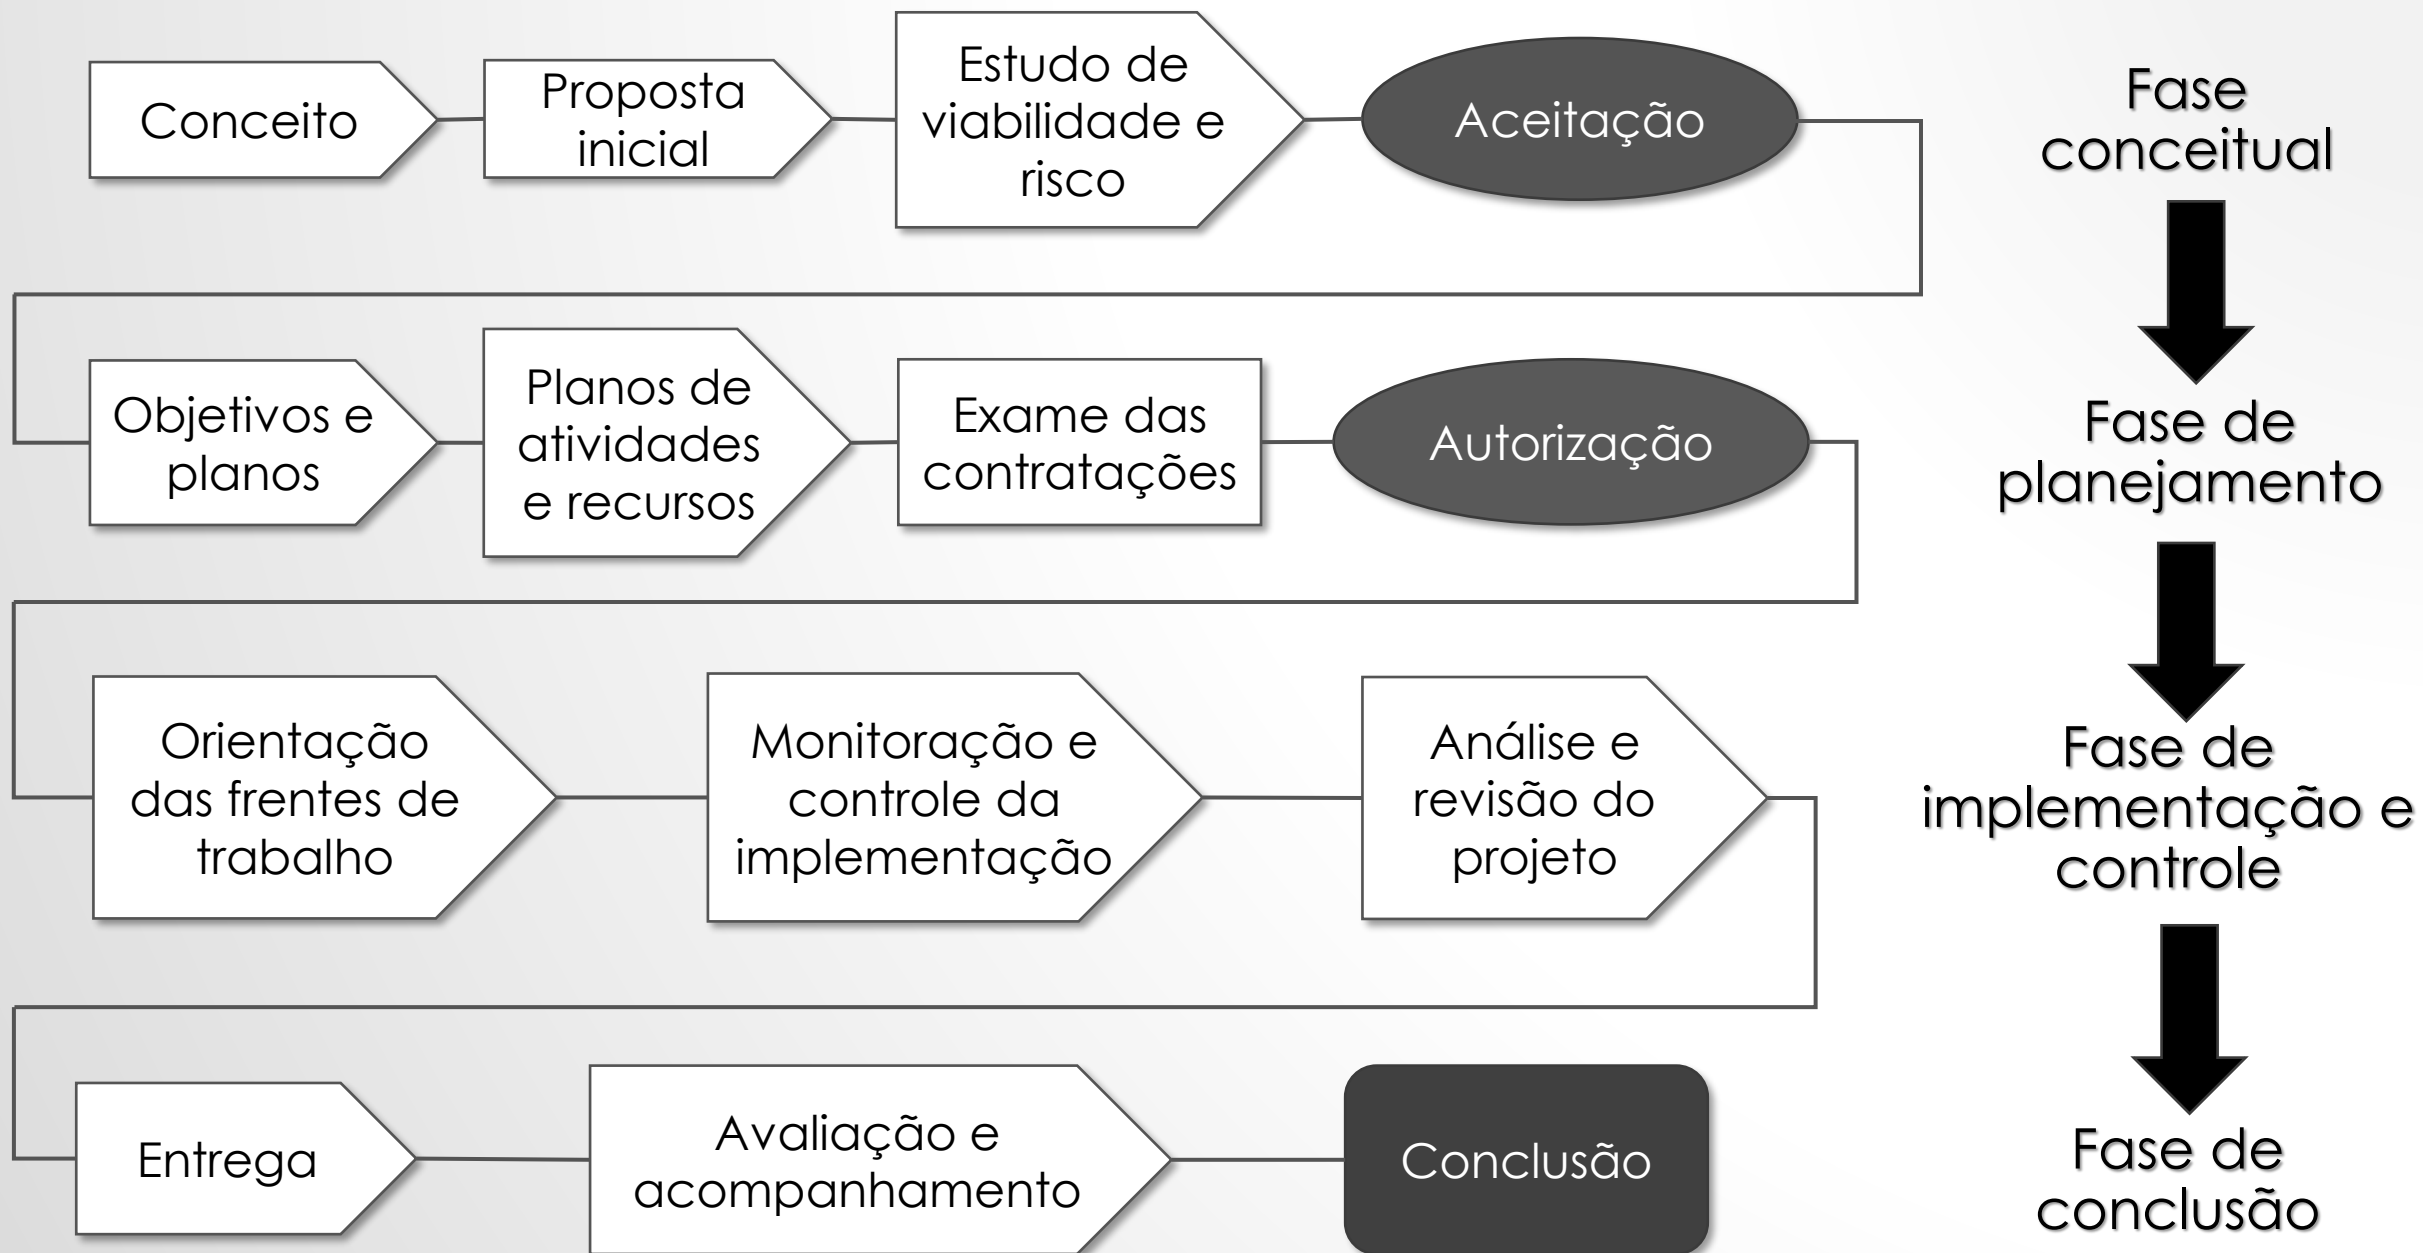 Conceito
Proposta
inicial
Estudo de
viabilidade e
risco
Aceitação
Fase
conceitual
Objetivos e
planos
Planos de
atividades
e recursos
Exame das
contratações
Autorização
Fase de
planejamento
Orientação
das frentes de
trabalho
Monitoração e
controle da
implementação
Análise e
revisão do
projeto
Fase de
implementação e
controle
Entrega
Avaliação e
acompanhamento
Conclusão
Fase de
conclusão